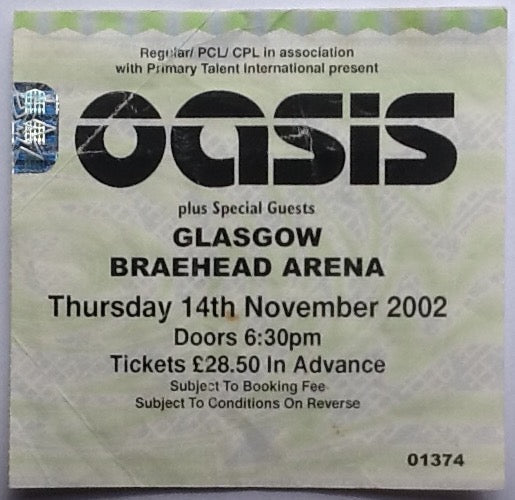 Regular/ PCL/ CPL in association
with Primary Talent International present
oasis
plus Special Guests
GLASGOW
BRAEHEAD ARENA
Thursday 14th November 2002
Doors 6:30pm
Tickets £28.50 In Advance
Subject To Booking Fee
Subject To Conditions On Reverse
01374